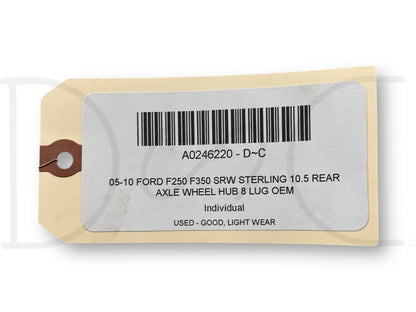 A0246220 - D~C
05-10 FORD F250 F350 SRW STERLING 10.5 REAR
AXLE WHEEL HUB 8 LUG OEM
Individual
USED - GOOD, LIGHT WEAR